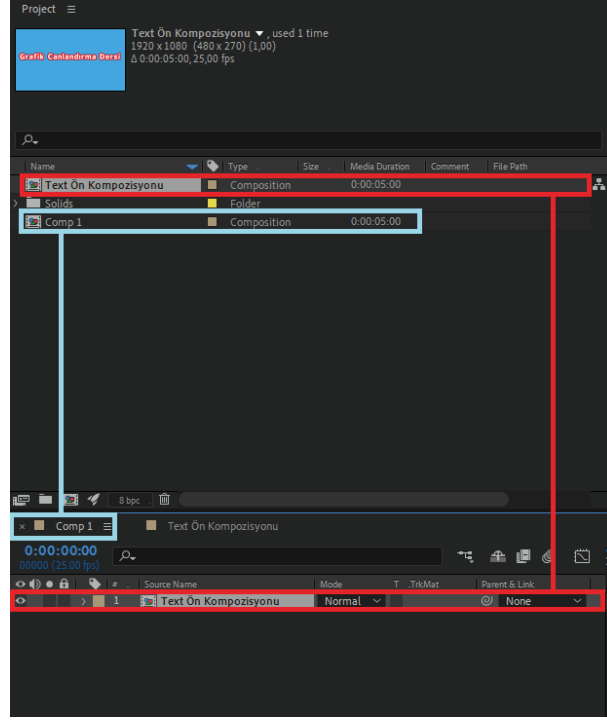 Project
Text Ön Kompozisyonu , used 1 time
1920 x 1080 (480 x 270) (1,00)
Δ 0:00:05:00, 25,00 fps
Grafik Canlandırma Dersi
Name Type Size Media Duration Comment File Path
Text Ön Kompozisyonu Composition 0:00:05:00
Solids Folder
Comp 1 Composition 0:00:05:00
8 bpc
× Comp 1 Text Ön Kompozisyonu
0:00:00:00
00000 (25.00 fps)
# Source Name Mode T .TrkMat Parent & Link
1 Text Ön Kompozisyonu Normal None